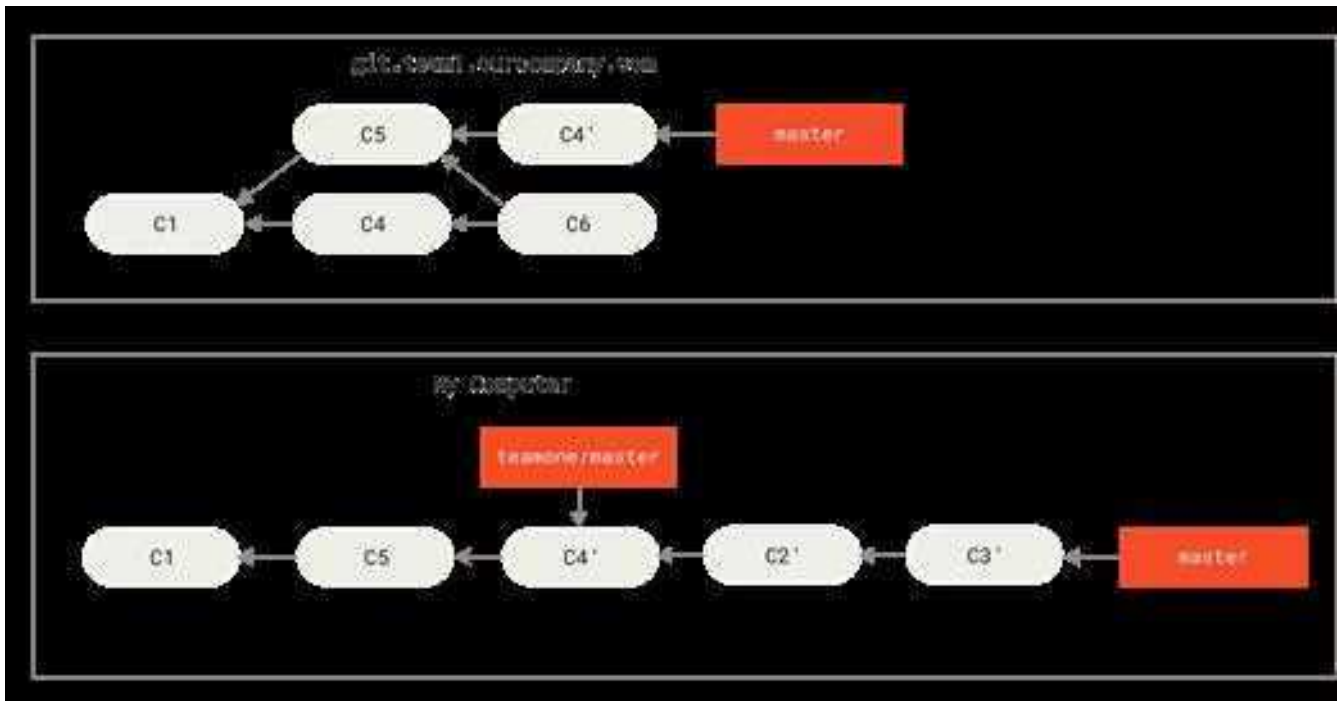 git.team1.ourcompany.com
C5 C4' master
C1 C4 C6
My Computer
teamone/master
C1 C5 C4' C2' C3' master